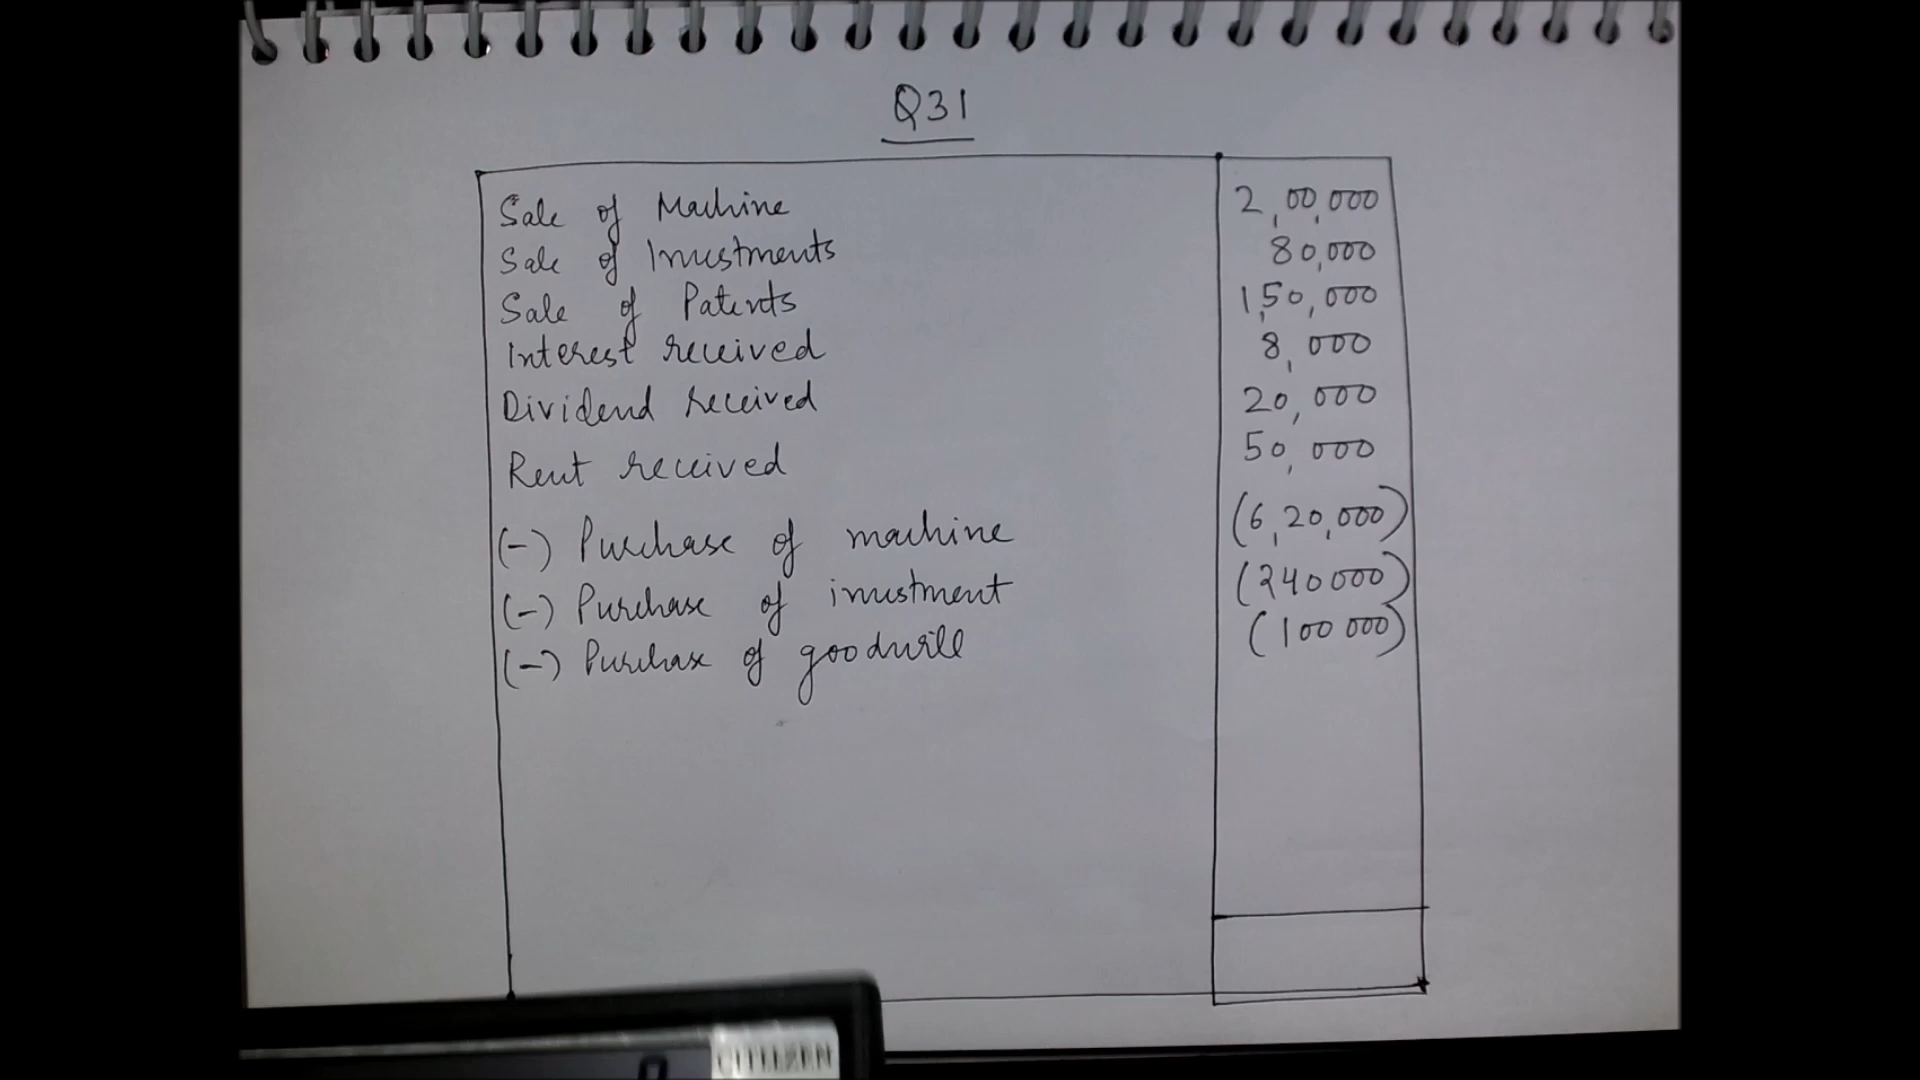 Q31
Sale of Machine 2,00,000
Sale of Investments 80,000
Sale of Patents 1,50,000
Interest received 8,000
Dividend received 20,000
Rent received 50,000
(-) Purchase of machine (6,20,000)
(-) Purchase of investment (240000)
(-) Purchase of goodwill (100 000)
CITIZEN